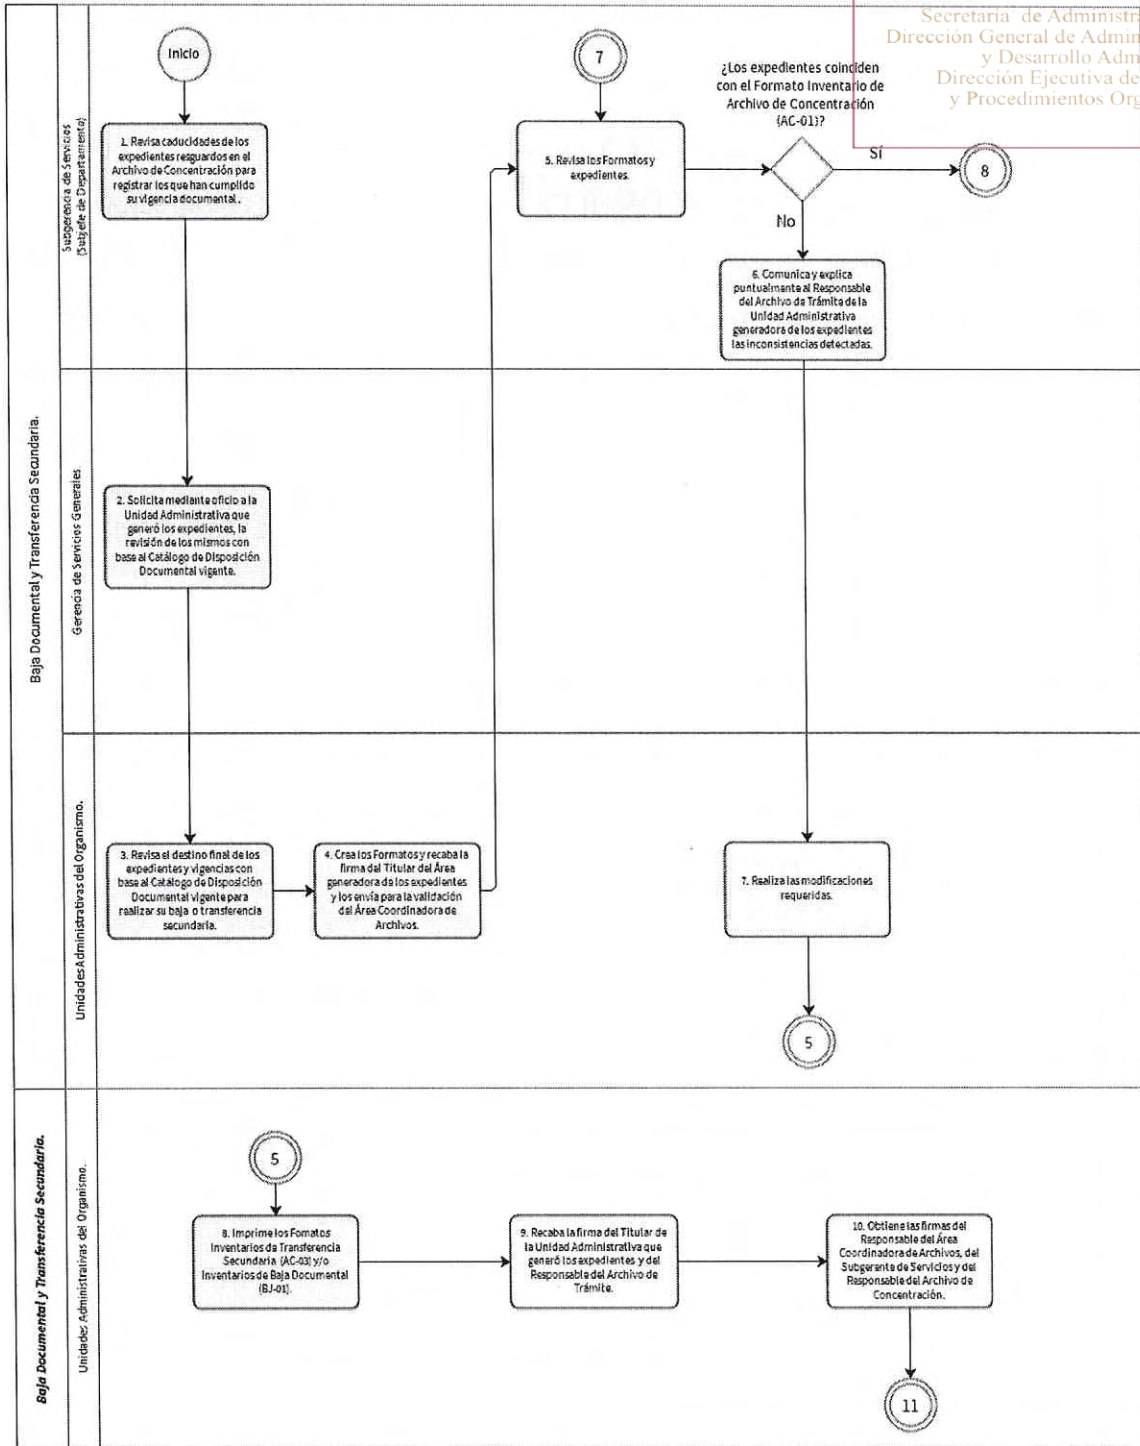 Secretaría de Administra
Dirección General de Admin
y Desarrollo Adm
Dirección Ejecutiva de
y Procedimientos Org
Baja Documental y Transferencia Secundaria.
Subgerencia de Servicios
(Subjefe de Departamento)
Inicio
1. Revisa caducidades de los
expedientes resguardos en el
Archivo de Concentración para
registrar los que han cumplido
su vigencia documental.
7
5. Revisa los Formatos y
expedientes.
¿Los expedientes coinciden
con el Formato Inventario de
Archivo de Concentración
(AC-01)?
Sí
8
No
6. Comunica y explica
puntualmente al Responsable
del Archivo de Trámite de la
Unidad Administrativa
generadora de los expedientes
las inconsistencias detectadas.
Gerencia de Servicios Generales
2. Solicita mediante oficio a la
Unidad Administrativa que
generó los expedientes, la
revisión de los mismos con
base al Catálogo de Disposición
Documental vigente.
Unidades Administrativas del Organismo.
3. Revisa el destino final de los
expedientes y vigencias con
base al Catálogo de Disposición
Documental vigente para
realizar su baja o transferencia
secundaria.
4. Crea los Formatos y recaba la
firma del Titular del Área
generadora de los expedientes
y los envía para la validación
del Área Coordinadora de
Archivos.
7. Realiza las modificaciones
requeridas.
5
Baja Documental y Transferencia Secundaria.
Unidades Administrativas del Organismo.
5
8. Imprime los Fomatos
Inventarios de Transferencia
Secundaria (AC-03) y/o
Inventarios de Baja Documental
(BJ-01).
9. Recaba la firma del Titular de
la Unidad Administrativa que
generó los expedientes y del
Responsable del Archivo de
Trámite.
10. Obtiene las firmas del
Responsable del Área
Coordinadora de Archivos, del
Subgerente de Servicios y del
Responsable del Archivo de
Concentración.
11